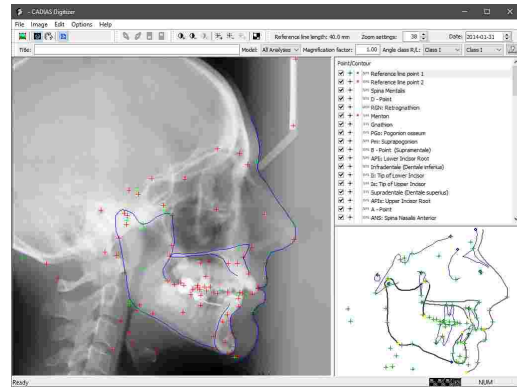 - CADIAS Digitizer
File Image Edit Options Help
Reference line length: 40.0 mm Zoom settings: 38 Date: 2014-01-31
Title: Model: All Analyses Magnification factor: 1.00 Angle class R/L: Class I Class I
Point/Contour
Reference line point 1
Reference line point 2
Spina Mentalis
D - Point
RGN: Retrognathion
Menton
Gnathion
PGo: Pogonion osseum
Pm: Suprapogonion
B - Point (Supramentale)
APIi: Lower Incisor Root
Infradentale (Dentale inferius)
Ii: Tip of Lower Incisor
Is: Tip of Upper Incisor
Supradentale (Dentale superius)
APIs: Upper Incisor Root
A - Point
ANS: Spina Nasalis Anterior
Ready NUM